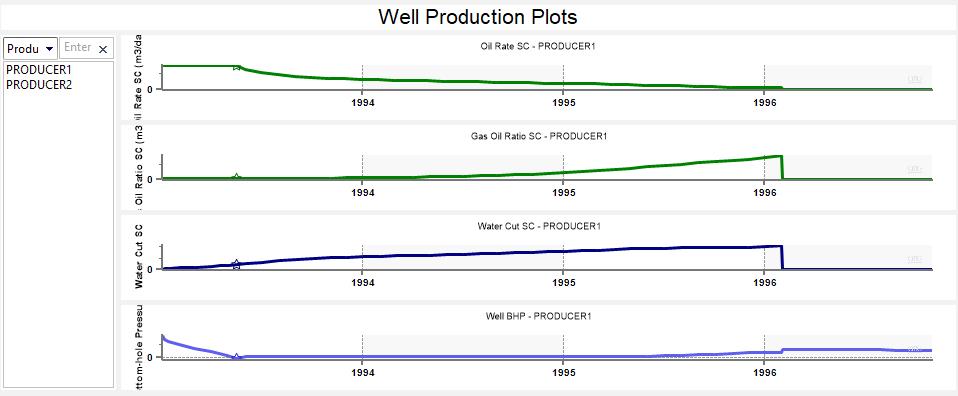 Well Production Plots
Produ
Enter
PRODUCER1
PRODUCER2
Oil Rate SC - PRODUCER1
il Rate SC (m3/da
0
1994 1995 1996
Gas Oil Ratio SC - PRODUCER1
Oil Ratio SC (m3
0
1994 1995 1996
Water Cut SC - PRODUCER1
Water Cut SC
0
1994 1995 1996
Well BHP - PRODUCER1
ttom-hole Pressu
0
1994 1995 1996